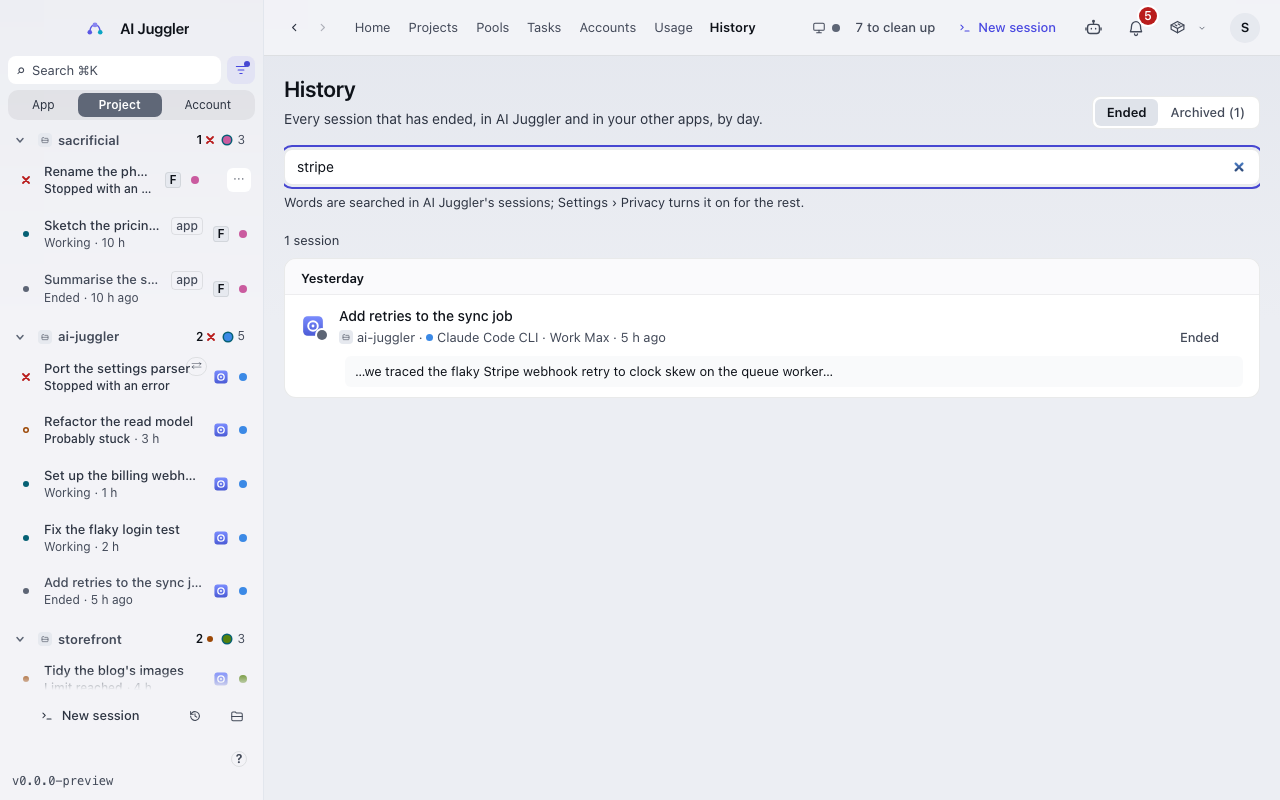 AI Juggler
Search ⌘K
App
Project
Account
sacrificial
1
3
Rename the ph...
Stopped with an ...
F
Sketch the pricin...
app
Working · 10 h
F
Summarise the s...
app
Ended · 10 h ago
F
ai-juggler
2
5
Port the settings parser
Stopped with an error
Refactor the read model
Probably stuck · 3 h
Set up the billing webh...
Working · 1 h
Fix the flaky login test
Working · 2 h
Add retries to the sync j...
Ended · 5 h ago
storefront
2
3
Tidy the blog's images
Limit reached · 4 h
New session
?
v0.0.0-preview
Home
Projects
Pools
Tasks
Accounts
Usage
History
7 to clean up
New session
5
S
History
Every session that has ended, in AI Juggler and in your other apps, by day.
Ended
Archived (1)
stripe
Words are searched in AI Juggler's sessions; Settings › Privacy turns it on for the rest.
1 session
Yesterday
Add retries to the sync job
ai-juggler · Claude Code CLI · Work Max · 5 h ago
Ended
…we traced the flaky Stripe webhook retry to clock skew on the queue worker…